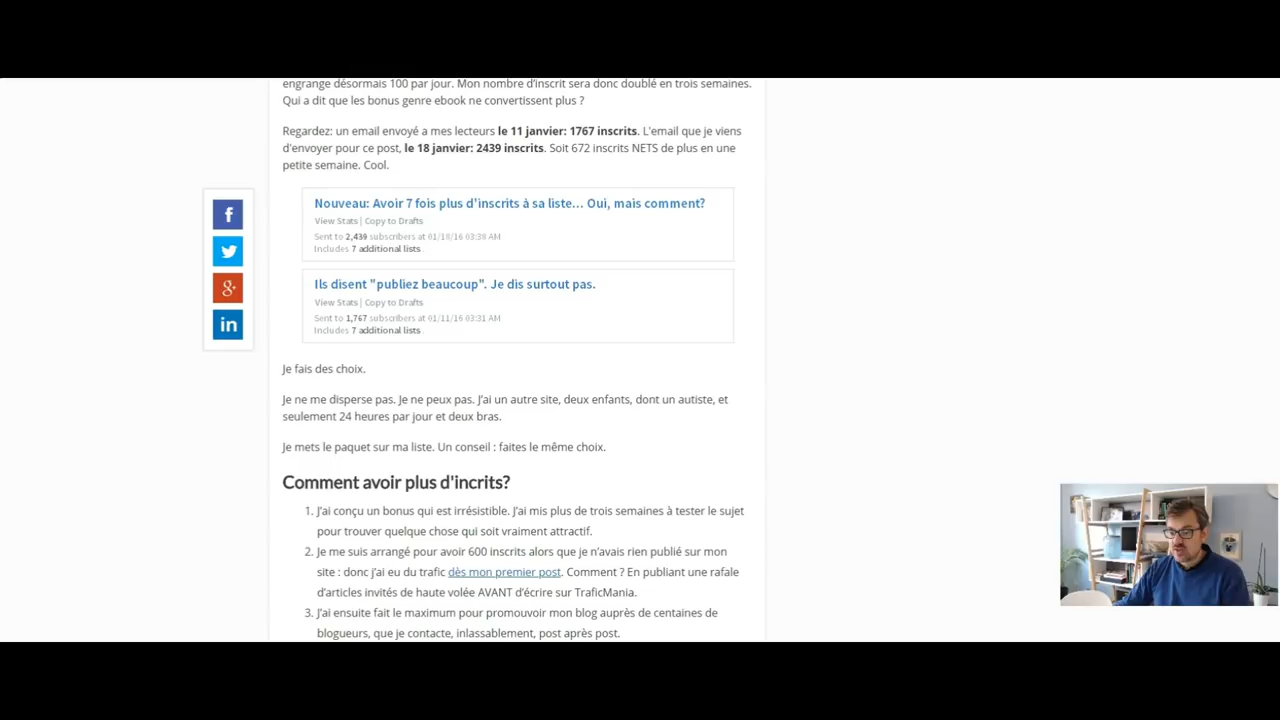 engrange désormais 100 par jour. Mon nombre d'inscrit sera donc doublé en trois semaines.
Qui a dit que les bonus genre ebook ne convertissent plus ?
Regardez: un email envoyé a mes lecteurs le 11 janvier: 1767 inscrits. L'email que je viens
d'envoyer pour ce post, le 18 janvier: 2439 inscrits. Soit 672 inscrits NETS de plus en une
petite semaine. Cool.
Nouveau: Avoir 7 fois plus d'inscrits à sa liste... Oui, mais comment?
View Stats | Copy to Drafts
Sent to 2,439 subscribers at 01/18/16 03:38 AM
Includes 7 additional lists
Ils disent "publiez beaucoup". Je dis surtout pas.
View Stats | Copy to Drafts
Sent to 1,767 subscribers at 01/11/16 03:31 AM
Includes 7 additional lists
Je fais des choix.
Je ne me disperse pas. Je ne peux pas. J'ai un autre site, deux enfants, dont un autiste, et
seulement 24 heures par jour et deux bras.
Je mets le paquet sur ma liste. Un conseil : faites le même choix.
Comment avoir plus d'incrits?
1. J'ai conçu un bonus qui est irrésistible. J'ai mis plus de trois semaines à tester le sujet
pour trouver quelque chose qui soit vraiment attractif.
2. Je me suis arrangé pour avoir 600 inscrits alors que je n'avais rien publié sur mon
site : donc j'ai eu du trafic dès mon premier post. Comment ? En publiant une rafale
d'articles invités de haute volée AVANT d'écrire sur TraficMania.
3. J'ai ensuite fait le maximum pour promouvoir mon blog auprès de centaines de
blogueurs, que je contacte, inlassablement, post après post.